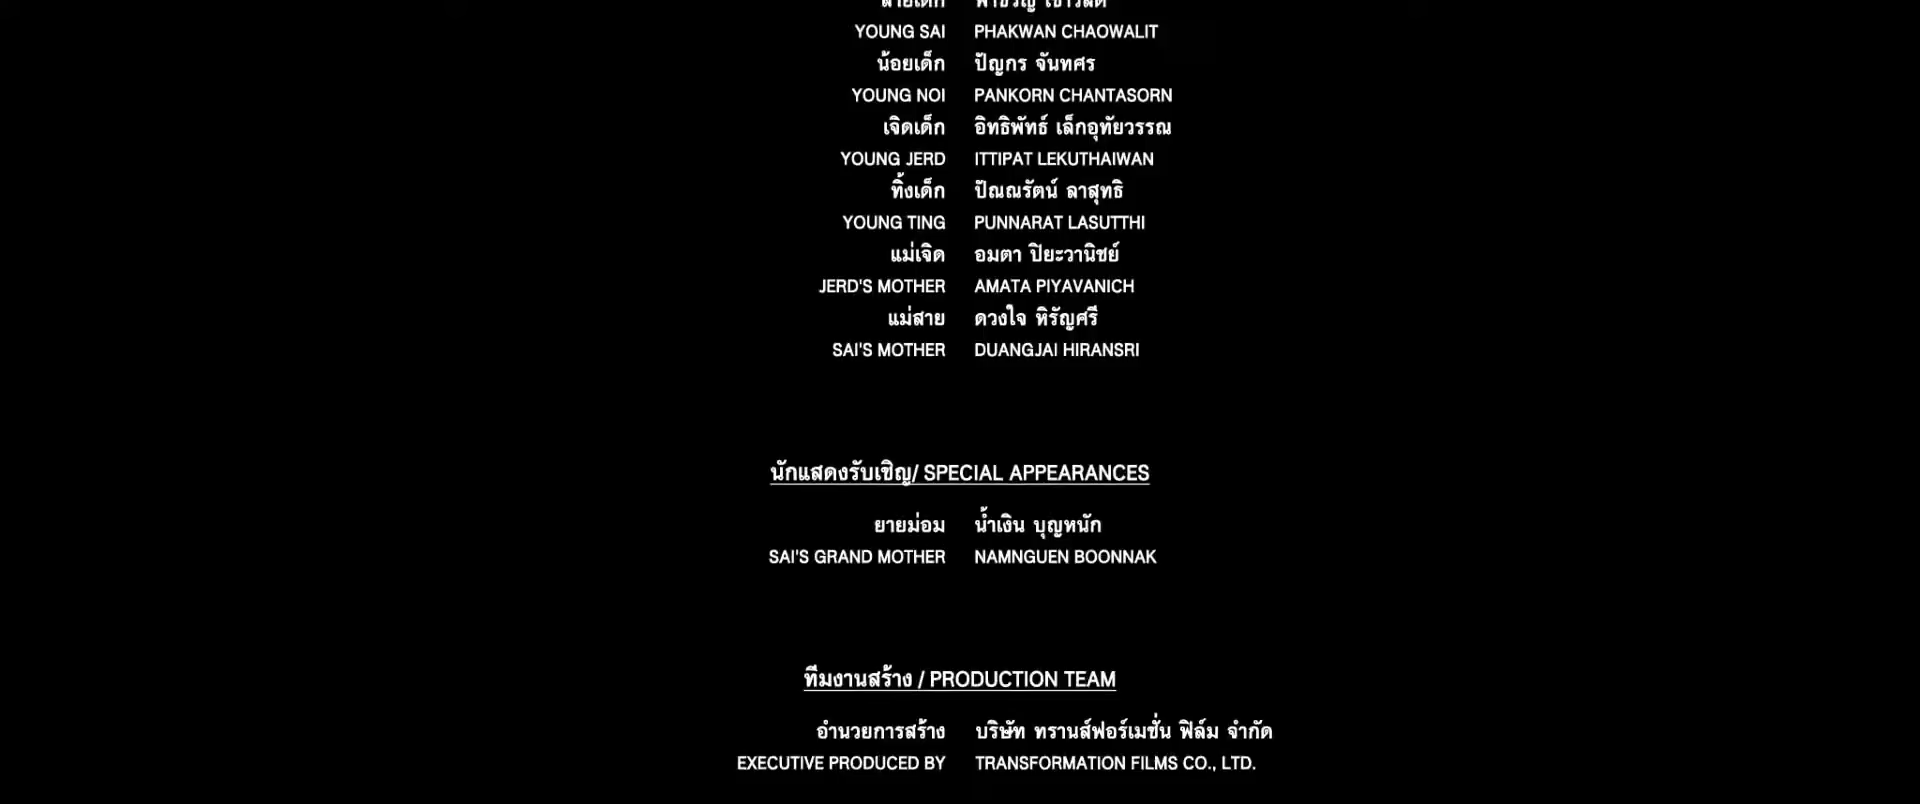 YOUNG SAI PHAKWAN CHAOWALIT
น้อยเด็ก ปัญกร จันทศร
YOUNG NOI PANKORN CHANTASORN
เจิดเด็ก อิทธิพัทธ์ เล็กอุทัยวรรณ
YOUNG JERD ITTIPAT LEKUTHAIWAN
ทิ้งเด็ก ปัณณรัตน์ ลาสุทธิ
YOUNG TING PUNNARAT LASUTTHI
แม่เจิด อมตา ปิยะวานิชย์
JERD'S MOTHER AMATA PIYAVANICH
แม่สาย ดวงใจ หิรัญศรี
SAI'S MOTHER DUANGJAI HIRANSRI
นักแสดงรับเชิญ/ SPECIAL APPEARANCES
ยายม่อม น้ำเงิน บุญหนัก
SAI'S GRAND MOTHER NAMNGUEN BOONNAK
ทีมงานสร้าง / PRODUCTION TEAM
อำนวยการสร้าง บริษัท ทรานส์ฟอร์เมชั่น ฟิล์ม จำกัด
EXECUTIVE PRODUCED BY TRANSFORMATION FILMS CO., LTD.